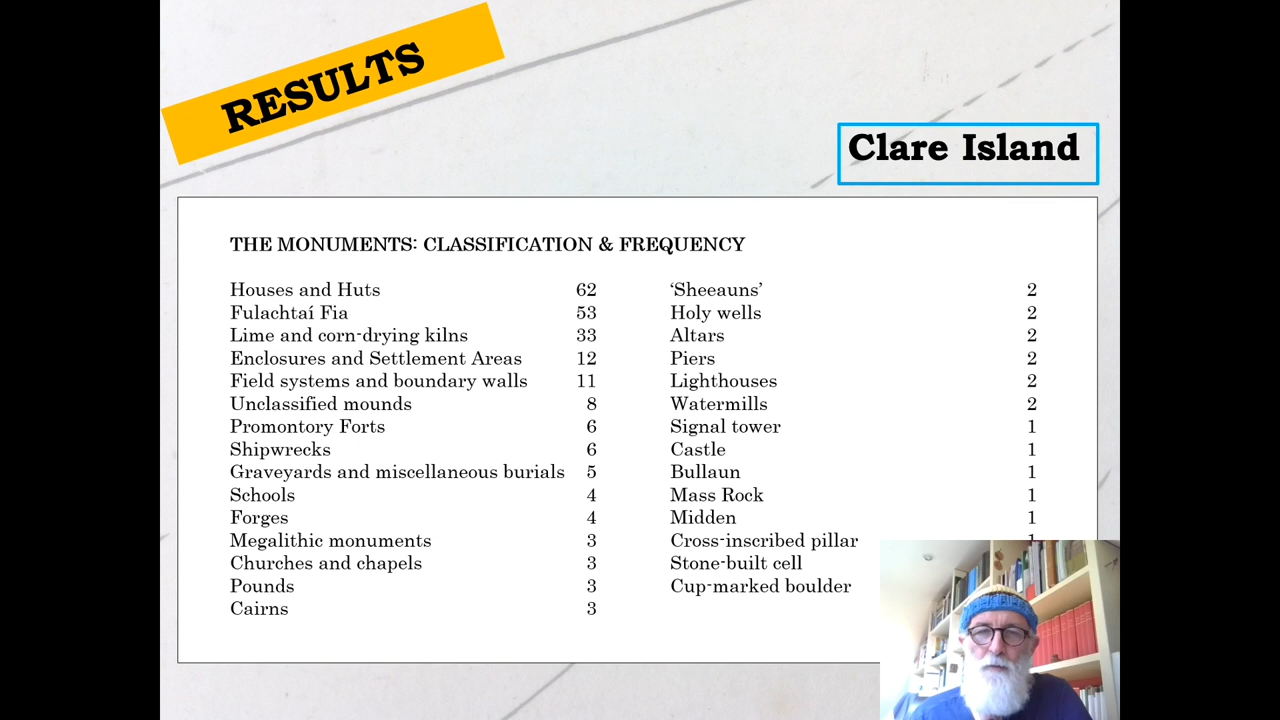 RESULTS
Clare Island
THE MONUMENTS: CLASSIFICATION & FREQUENCY
Houses and Huts 62
Fulachtaí Fia 53
Lime and corn-drying kilns 33
Enclosures and Settlement Areas 12
Field systems and boundary walls 11
Unclassified mounds 8
Promontory Forts 6
Shipwrecks 6
Graveyards and miscellaneous burials 5
Schools 4
Forges 4
Megalithic monuments 3
Churches and chapels 3
Pounds 3
Cairns 3
‘Sheeauns’ 2
Holy wells 2
Altars 2
Piers 2
Lighthouses 2
Watermills 2
Signal tower 1
Castle 1
Bullaun 1
Mass Rock 1
Midden 1
Cross-inscribed pillar
Stone-built cell
Cup-marked boulder